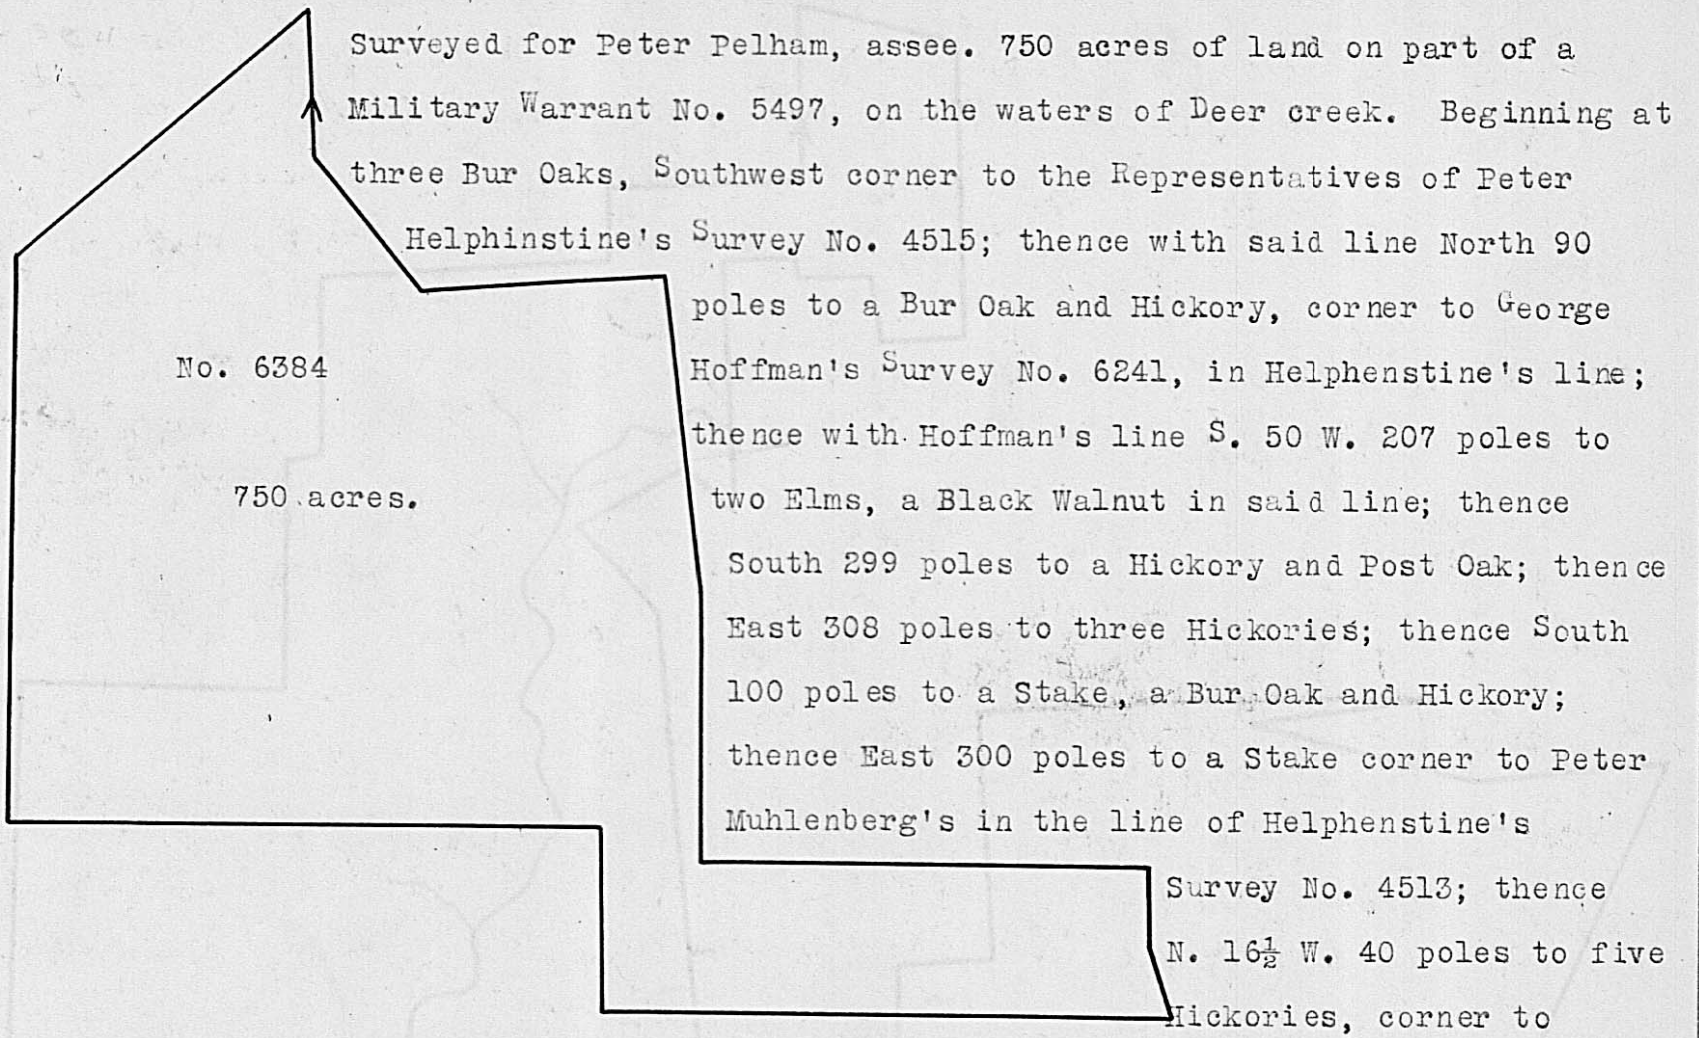 Surveyed for Peter Pelham, assee. 750 acres of land on part of a
Military Warrant No. 5497, on the waters of Deer creek. Beginning at
three Bur Oaks, Southwest corner to the Representatives of Peter
Helphinstine's Survey No. 4515; thence with said line North 90
poles to a Bur Oak and Hickory, corner to George
No. 6384
Hoffman's Survey No. 6241, in Helphenstine's line;
thence with Hoffman's line S. 50 W. 207 poles to
750 acres.
two Elms, a Black Walnut in said line; thence
South 299 poles to a Hickory and Post Oak; thence
East 308 poles to three Hickories; thence South
100 poles to a Stake, a Bur Oak and Hickory;
thence East 300 poles to a Stake corner to Peter
Muhlenberg's in the line of Helphenstine's
Survey No. 4513; thence
N. 16½ W. 40 poles to five
Hickories, corner to